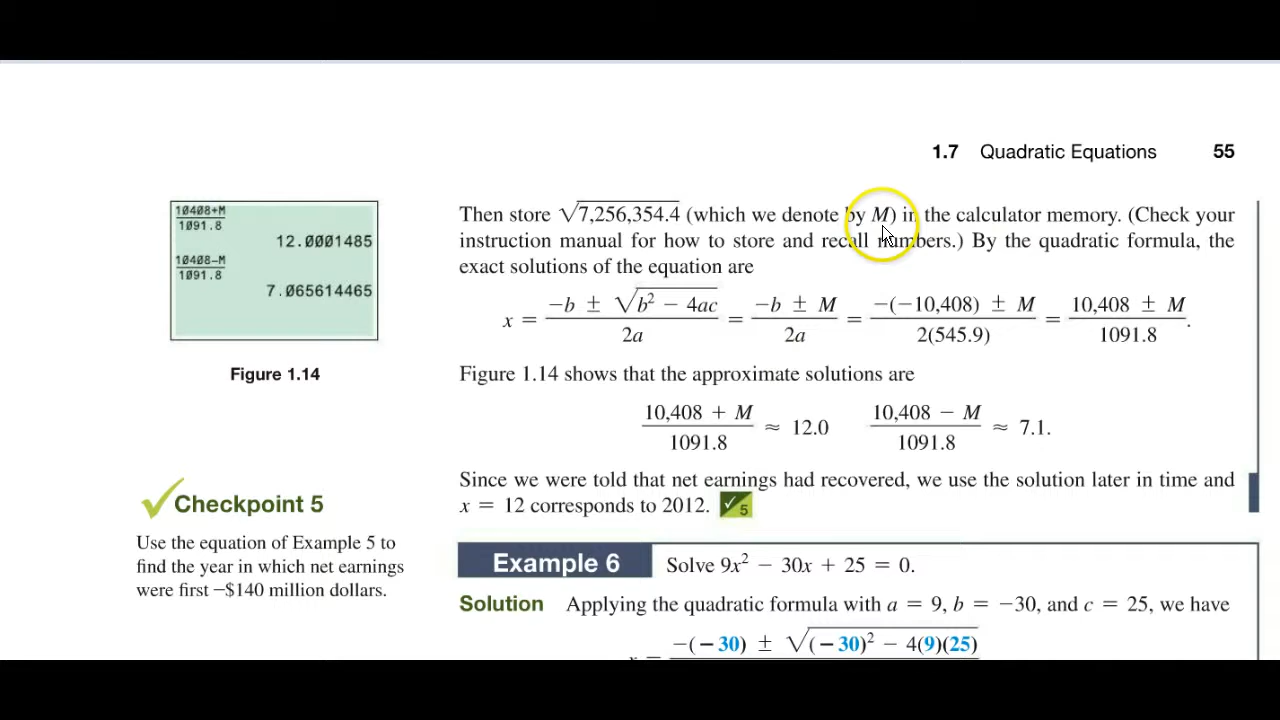 1.7 Quadratic Equations 55
10408+M
1091.8
12.0001485
10408-M
1091.8
7.065614465
Figure 1.14
Then store √7,256,354.4 (which we denote by M) in the calculator memory. (Check your
instruction manual for how to store and recall numbers.) By the quadratic formula, the
exact solutions of the equation are
x = (-b ± √(b² − 4ac))/(2a) = (-b ± M)/(2a) = (-(-10,408) ± M)/(2(545.9)) = (10,408 ± M)/(1091.8).
Figure 1.14 shows that the approximate solutions are
(10,408 + M)/(1091.8) ≈ 12.0 (10,408 − M)/(1091.8) ≈ 7.1.
Since we were told that net earnings had recovered, we use the solution later in time and
x = 12 corresponds to 2012. ✓5
✓Checkpoint 5
Use the equation of Example 5 to
find the year in which net earnings
were first −$140 million dollars.
Example 6 Solve 9x² − 30x + 25 = 0.
Solution Applying the quadratic formula with a = 9, b = −30, and c = 25, we have
−(−30) ± √((−30)² − 4(9)(25))